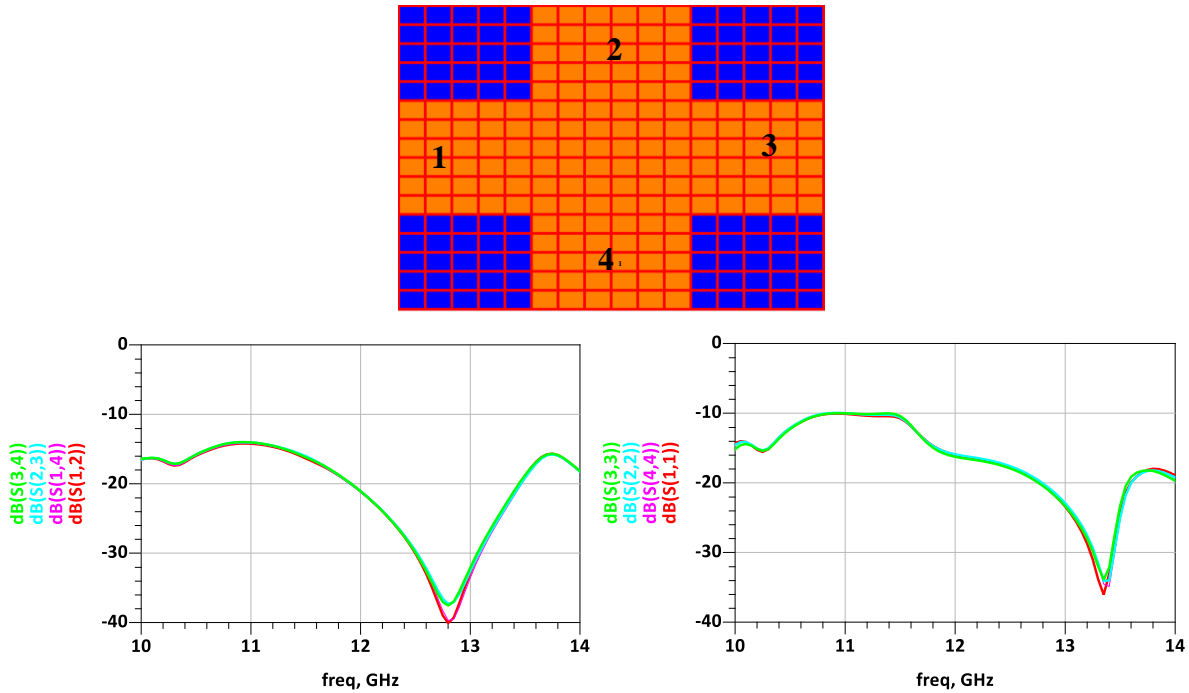 2
1
3
4
1
0
-10
-20
-30
-40
10 11 12 13 14
freq, GHz
dB(S(3,4))
dB(S(2,3))
dB(S(1,4))
dB(S(1,2))
0
-10
-20
-30
-40
10 11 12 13 14
freq, GHz
dB(S(3,3))
dB(S(2,2))
dB(S(4,4))
dB(S(1,1))